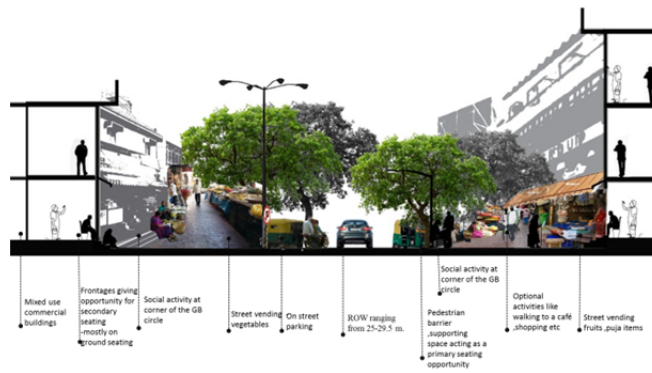 Mixed use
commercial
buildings
Frontages giving
opportunity for
secondary
seating
-mostly on
ground seating
Social activity at
corner of the GB
circle
Street vending
vegetables
On street
parking
ROW ranging
from 25-29.5 m.
Pedestrian
barrier
,supporting
space acting as a
primary seating
opportunity
Social activity at
corner of the GB
circle
Optional
activities like
walking to a café
,shopping etc
Street vending
fruits ,puja items